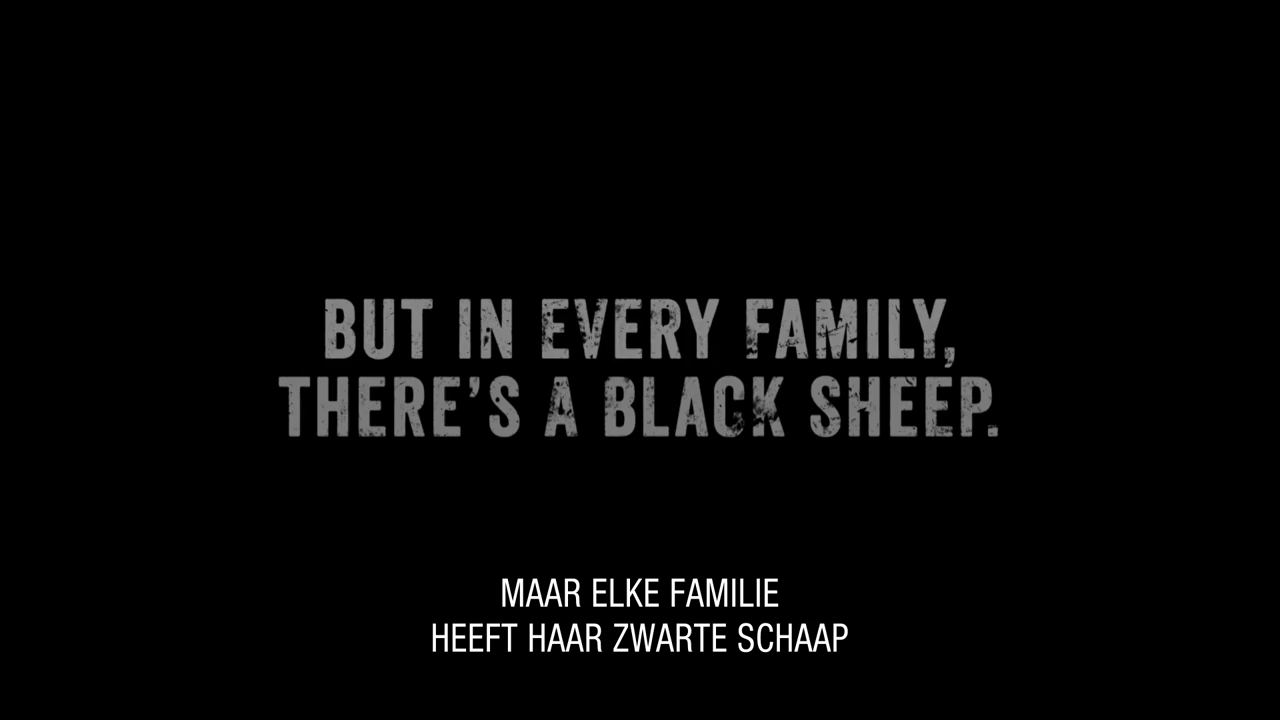 BUT IN EVERY FAMILY,
THERE'S A BLACK SHEEP.
MAAR ELKE FAMILIE
HEEFT HAAR ZWARTE SCHAAP